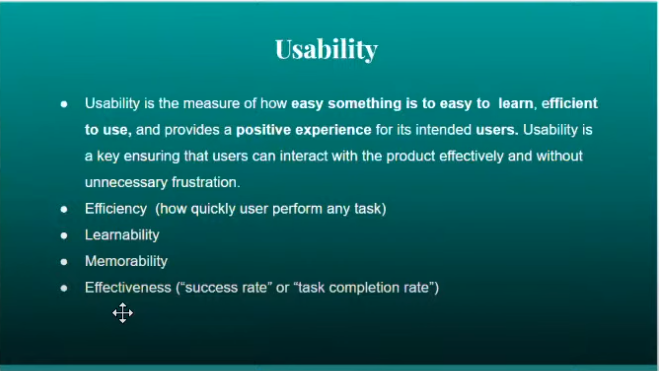 Usability
● Usability is the measure of how easy something is to easy to learn, efficient
to use, and provides a positive experience for its intended users. Usability is
a key ensuring that users can interact with the product effectively and without
unnecessary frustration.
● Efficiency (how quickly user perform any task)
● Learnability
● Memorability
● Effectiveness (“success rate” or “task completion rate”)